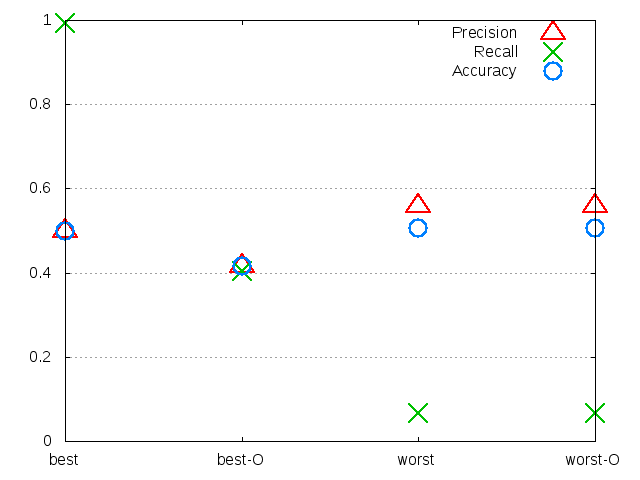 1
0.8
0.6
0.4
0.2
0
best
best-O
worst
worst-O
Precision
Recall
Accuracy